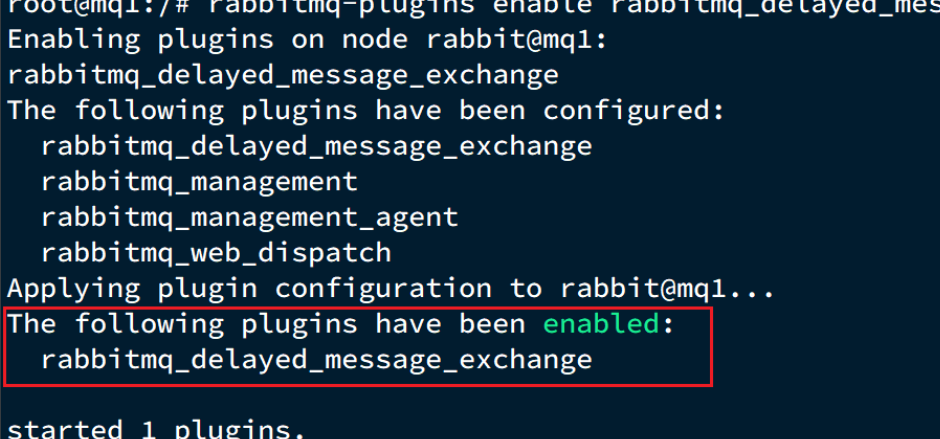 root@mq1:/# rabbitmq-plugins enable rabbitmq_delayed_mes
Enabling plugins on node rabbit@mq1:
rabbitmq_delayed_message_exchange
The following plugins have been configured:
  rabbitmq_delayed_message_exchange
  rabbitmq_management
  rabbitmq_management_agent
  rabbitmq_web_dispatch
Applying plugin configuration to rabbit@mq1...
The following plugins have been enabled:
  rabbitmq_delayed_message_exchange
started 1 plugins.